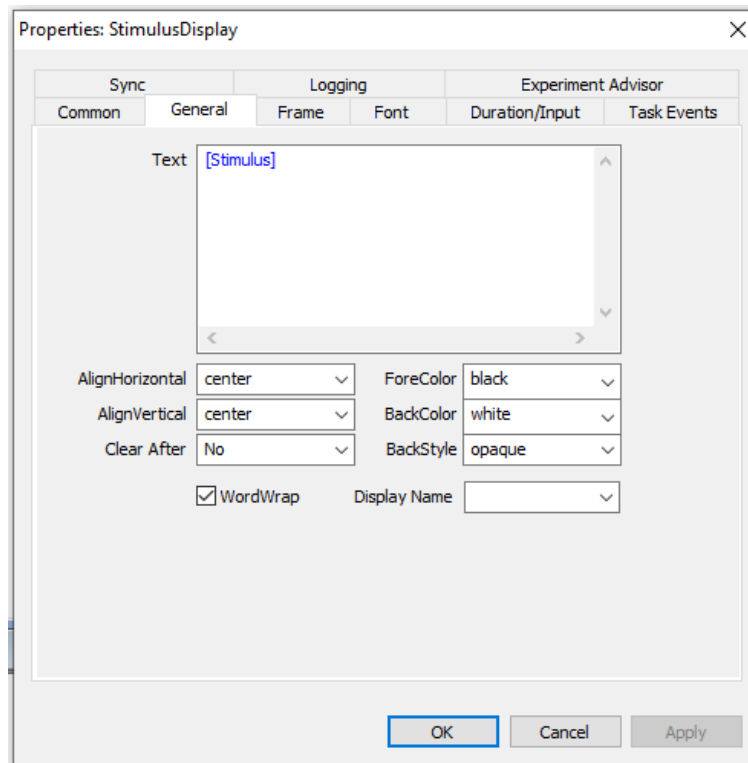 Properties: StimulusDisplay
Sync Logging Experiment Advisor
Common General Frame Font Duration/Input Task Events
Text [Stimulus]
AlignHorizontal center ForeColor black
AlignVertical center BackColor white
Clear After No BackStyle opaque
WordWrap Display Name
OK Cancel Apply